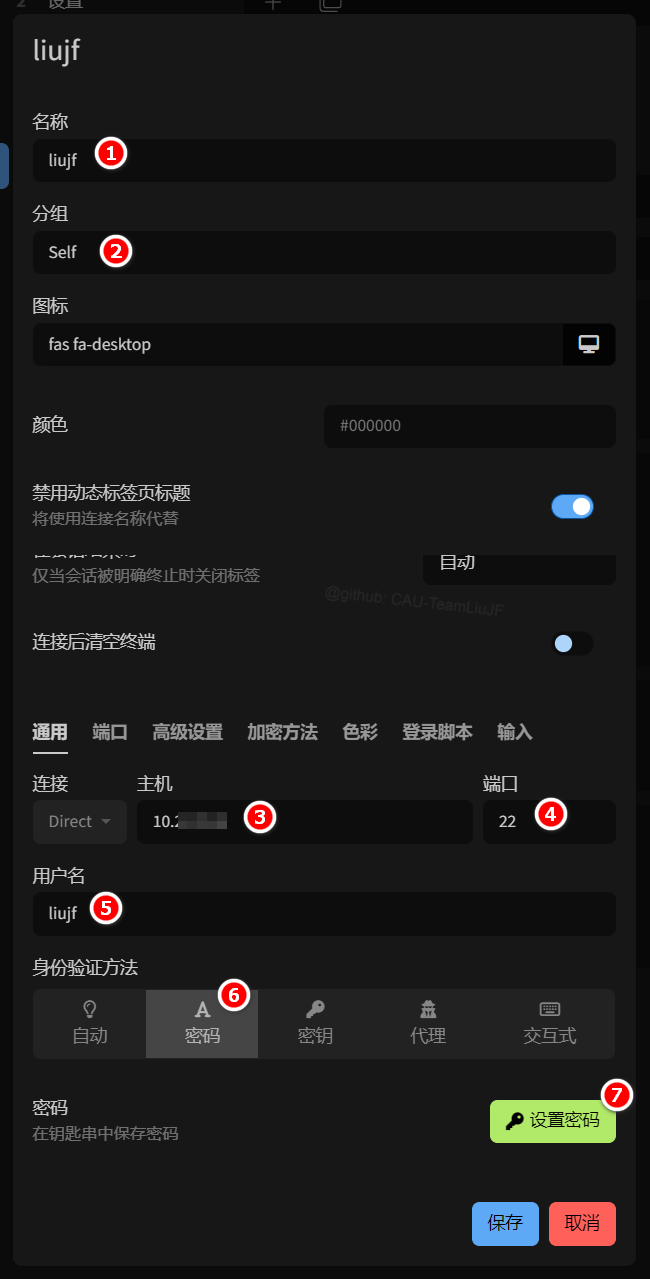 2 设置
liujf
名称
liujf 1
分组
Self 2
图标
fas fa-desktop
颜色 #000000
禁用动态标签页标题
将使用连接名称代替
自动
仅当会话被明确终止时关闭标签
@github: CAU-TeamLiuJF
连接后清空终端
通用 端口 高级设置 加密方法 色彩 登录脚本 输入
连接 主机 端口
Direct 10.2 3 22 4
用户名
liujf 5
身份验证方法
6
自动 密码 密钥 代理 交互式
7
密码 设置密码
在钥匙串中保存密码
保存 取消